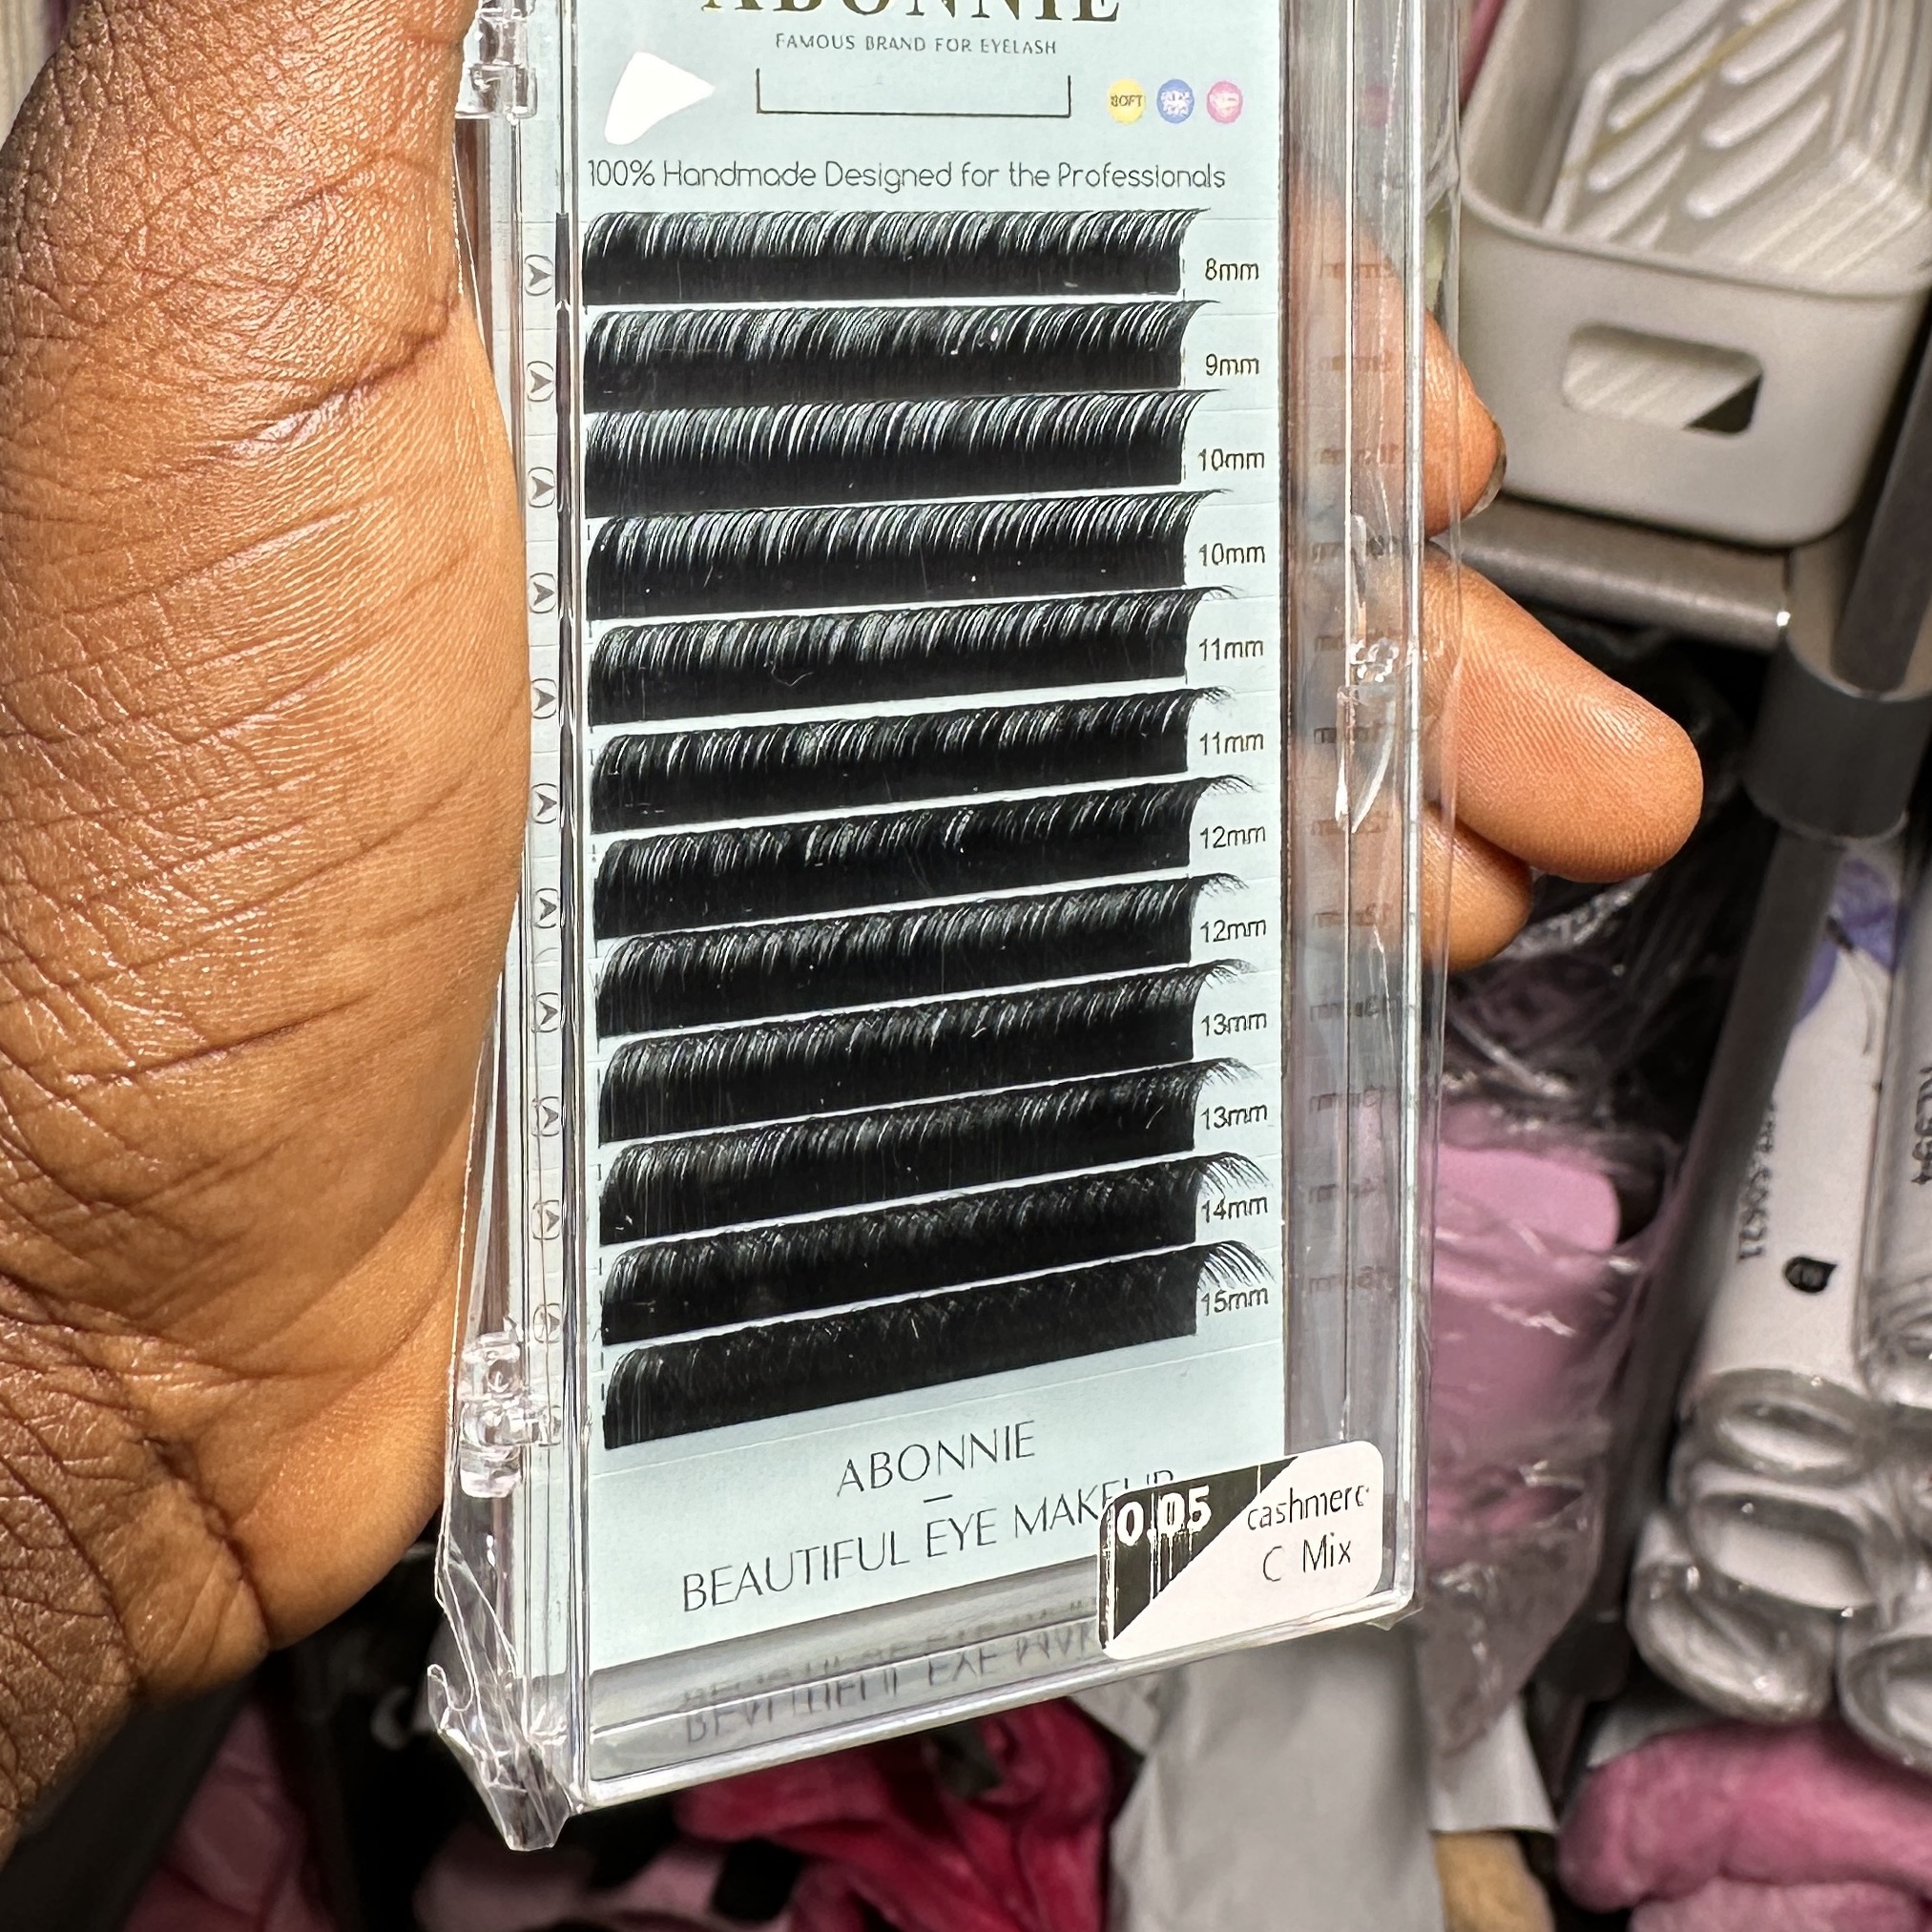 ABONNIE
FAMOUS BRAND FOR EYELASH
SOFT
100% Handmade Designed for the Professionals
8mm
9mm
10mm
10mm
11mm
11mm
12mm
12mm
13mm
13mm
14mm
15mm
ABONNIE
BEAUTIFUL EYE MAKEUP
0.05
cashmere
C Mix